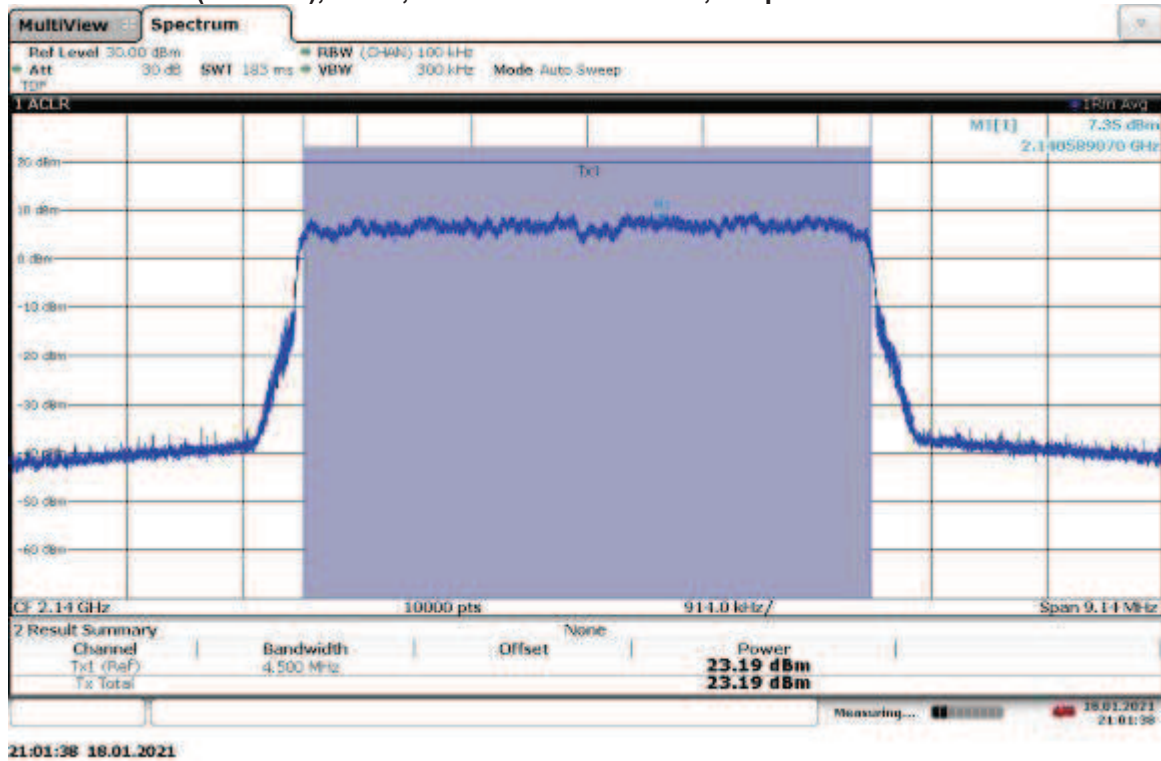 MultiView Spectrum
Ref Level 30.00 dBm RBW (CHAN) 100 kHz
Att 30 dB SWT 183 ms VBW 300 kHz Mode Auto Sweep
TDF
1 ACLR 1Rm Avg
M1[1] 7.35 dBm
2.140589070 GHz
20 dBm
Tx1
10 dBm
0 dBm
-10 dBm
-20 dBm
-30 dBm
-50 dBm
-60 dBm
CF 2.14 GHz 10000 pts 914.0 kHz/ Span 9.14 MHz
2 Result Summary None
Channel Bandwidth Offset Power
Tx1 (Ref) 4.500 MHz 23.19 dBm
Tx Total 23.19 dBm
Measuring... 18.01.2021
21:01:38
21:01:38 18.01.2021